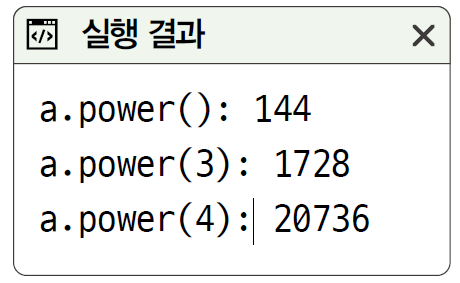 실행 결과
a.power(): 144
a.power(3): 1728
a.power(4): 20736